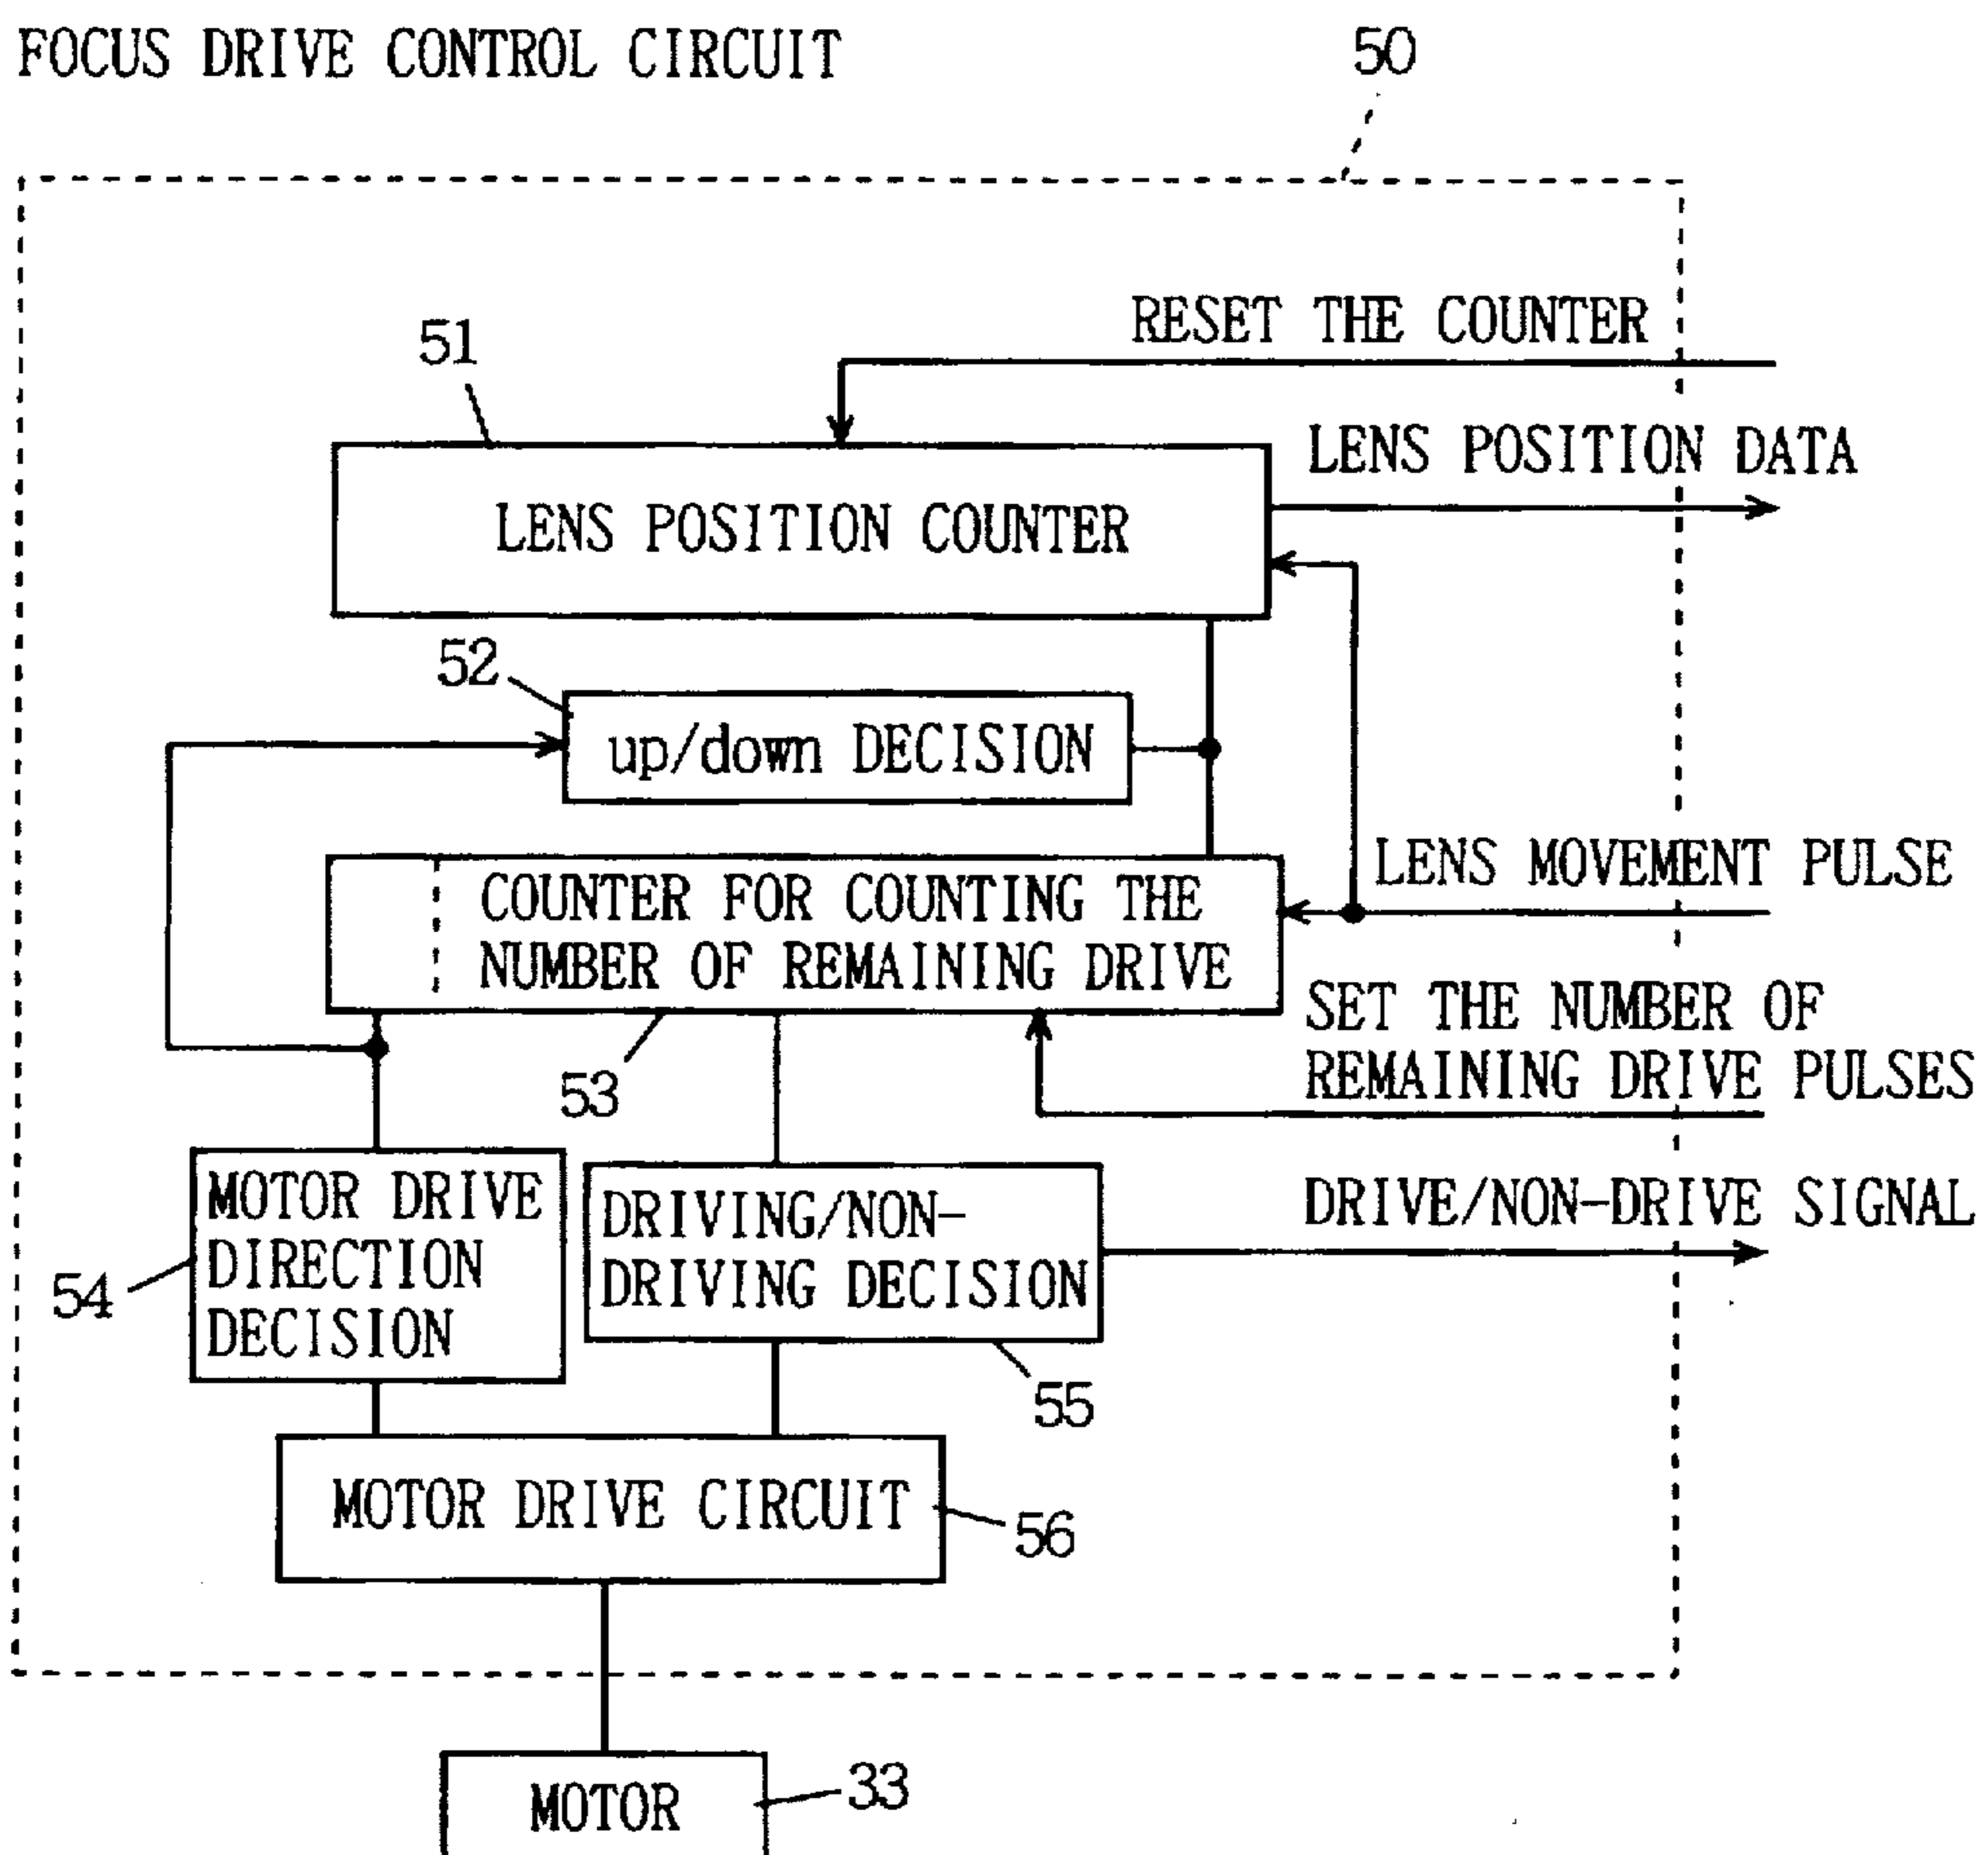 FOCUS DRIVE CONTROL CIRCUIT
50
RESET THE COUNTER
51
LENS POSITION DATA
LENS POSITION COUNTER
52
up/down DECISION
LENS MOVEMENT PULSE
COUNTER FOR COUNTING THE
NUMBER OF REMAINING DRIVE
SET THE NUMBER OF
REMAINING DRIVE PULSES
53
MOTOR DRIVE
DIRECTION
DECISION
54
DRIVING/NON-
DRIVING DECISION
DRIVE/NON-DRIVE SIGNAL
55
MOTOR DRIVE CIRCUIT
56
MOTOR
33